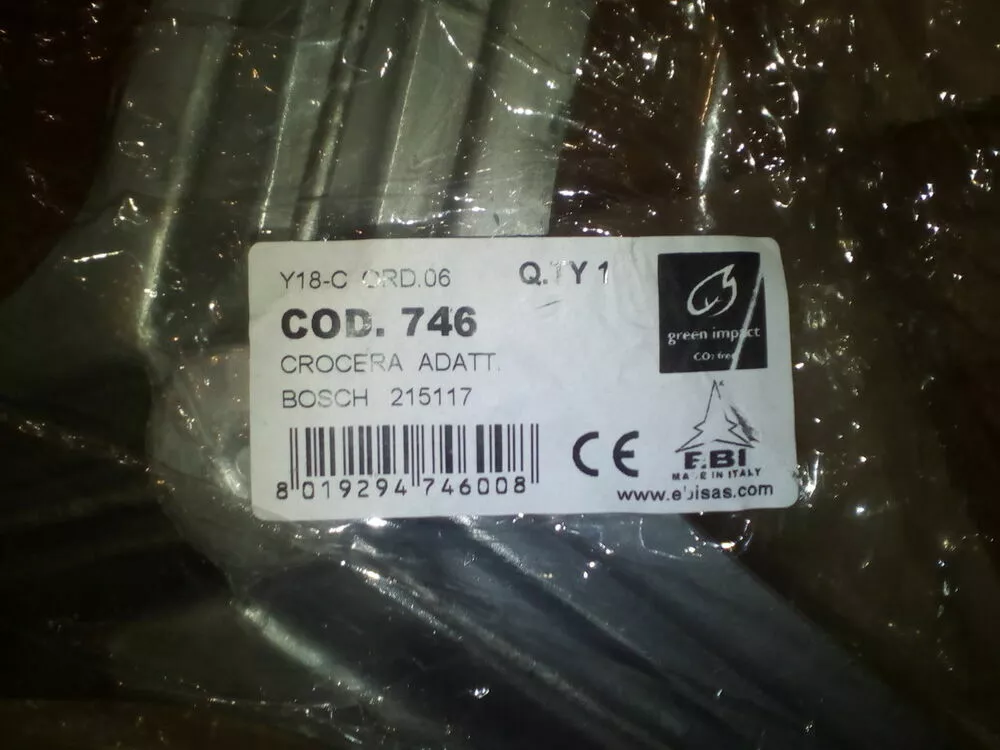 Y18-C ORD.06
Q.TY 1
COD. 746
CROCERA ADATT.
BOSCH 215117
8 019294 746008
CE
green impact
CO₂ free
EBI
MADE IN ITALY
www.ebisas.com